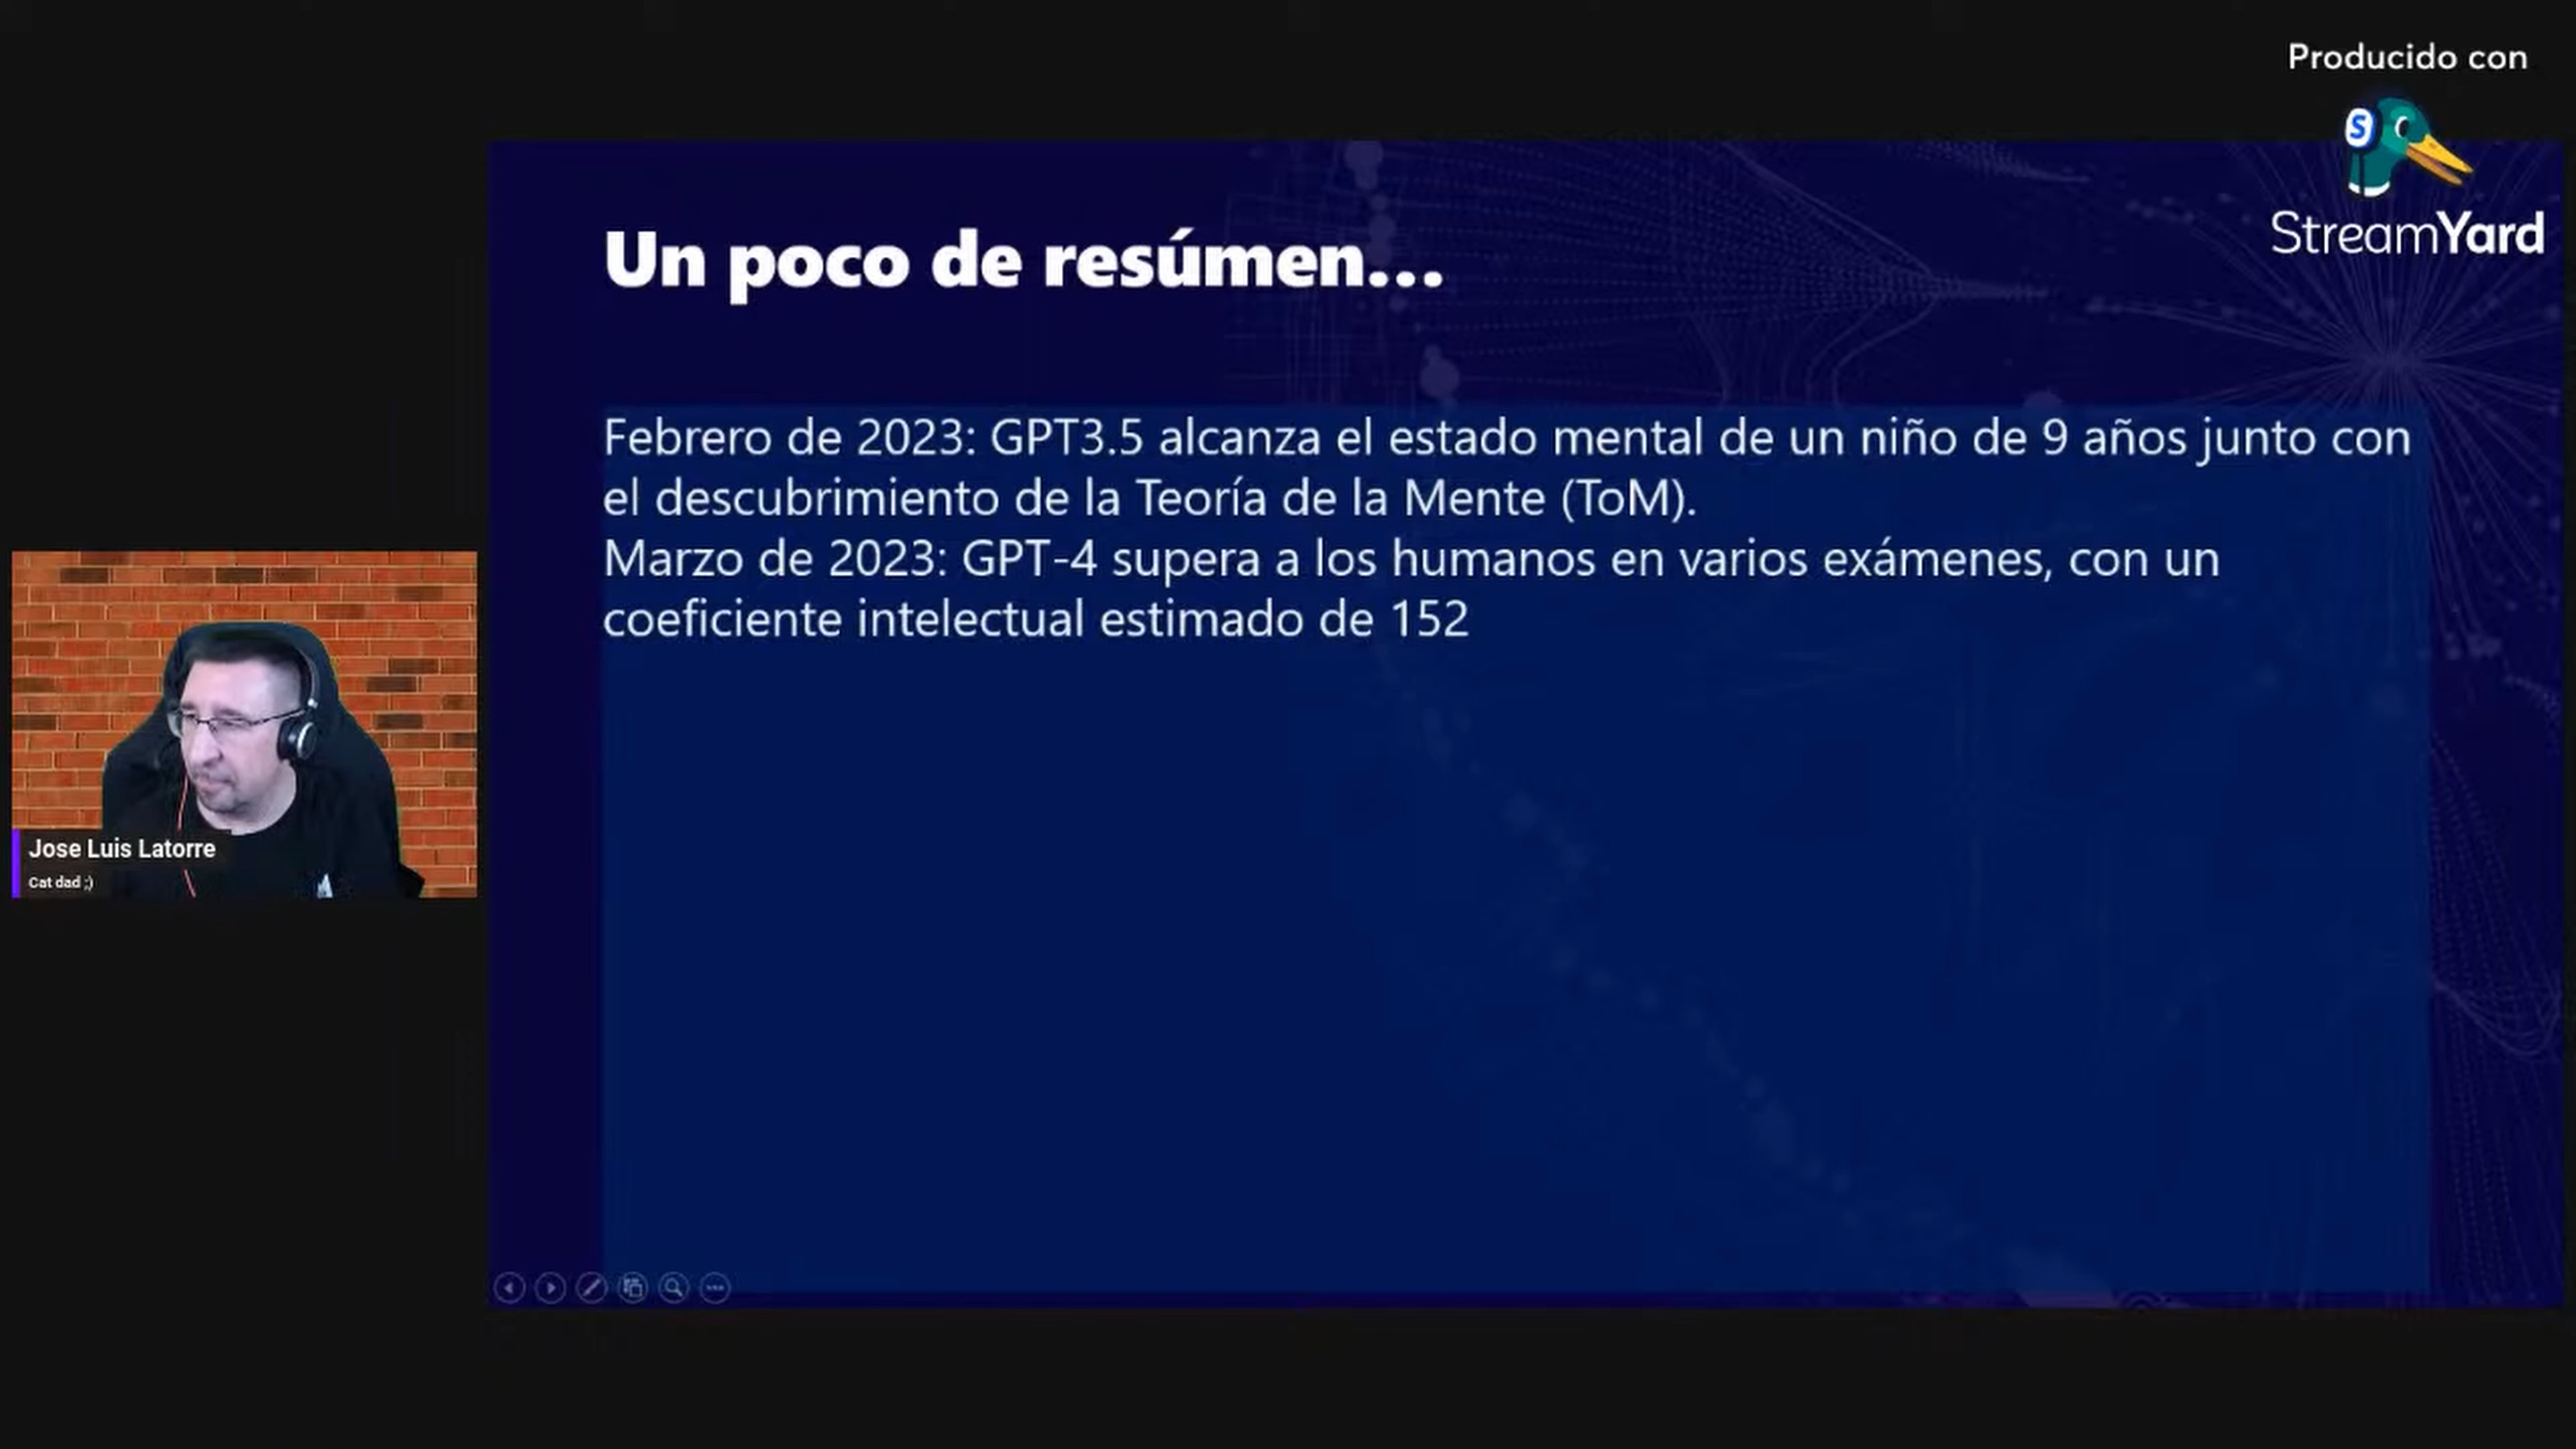 Producido con
StreamYard
Un poco de resúmen...
Febrero de 2023: GPT3.5 alcanza el estado mental de un niño de 9 años junto con
el descubrimiento de la Teoría de la Mente (ToM).
Marzo de 2023: GPT-4 supera a los humanos en varios exámenes, con un
coeficiente intelectual estimado de 152
Jose Luis Latorre
Cat dad ;)